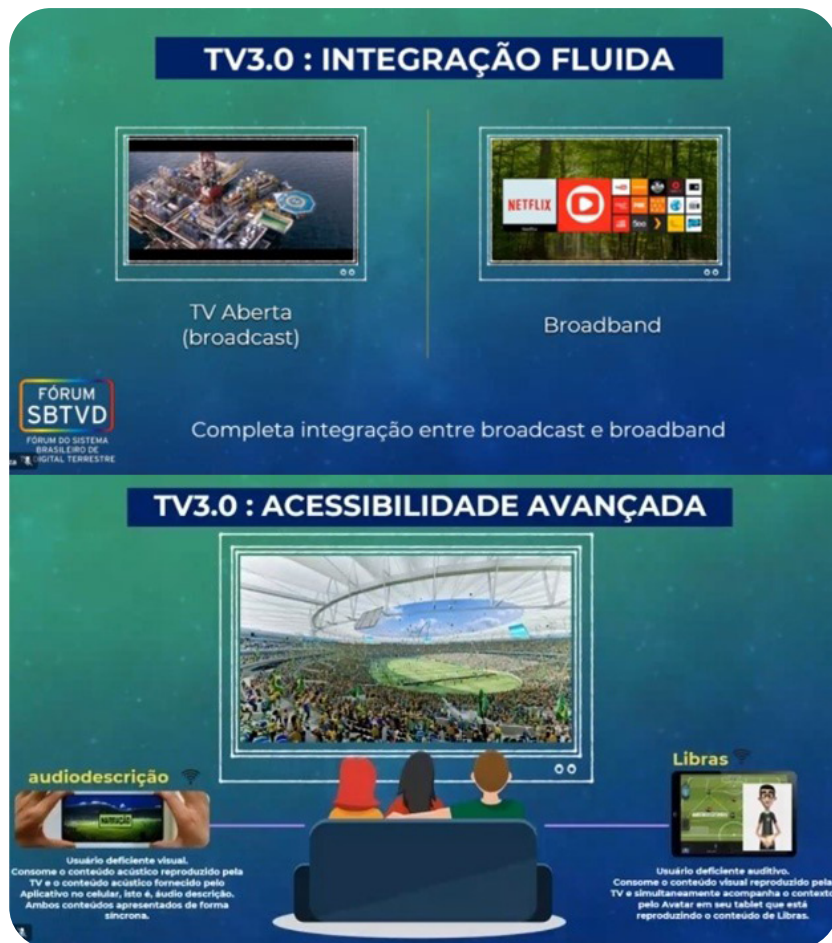 TV3.0 : INTEGRAÇÃO FLUIDA
NETFLIX
TV Aberta
(broadcast)
Broadband
FÓRUM
SBTVD
FÓRUM DO SISTEMA
BRASILEIRO DE
DIGITAL TERRESTRE
Completa integração entre broadcast e broadband
TV3.0 : ACESSIBILIDADE AVANÇADA
audiodescrição
NARRAÇÃO
Usuário deficiente visual.
Consome o conteúdo acústico reproduzido pela
TV e o conteúdo acústico fornecido pelo
Aplicativo no celular, isto é, áudio descrição.
Ambos conteúdos apresentados de forma
síncrona.
Libras
Usuário deficiente auditivo.
Consome o conteúdo visual reproduzido pela
TV e simultaneamente acompanha o contexto
pelo Avatar em seu tablet que está
reproduzindo o conteúdo de Libras.